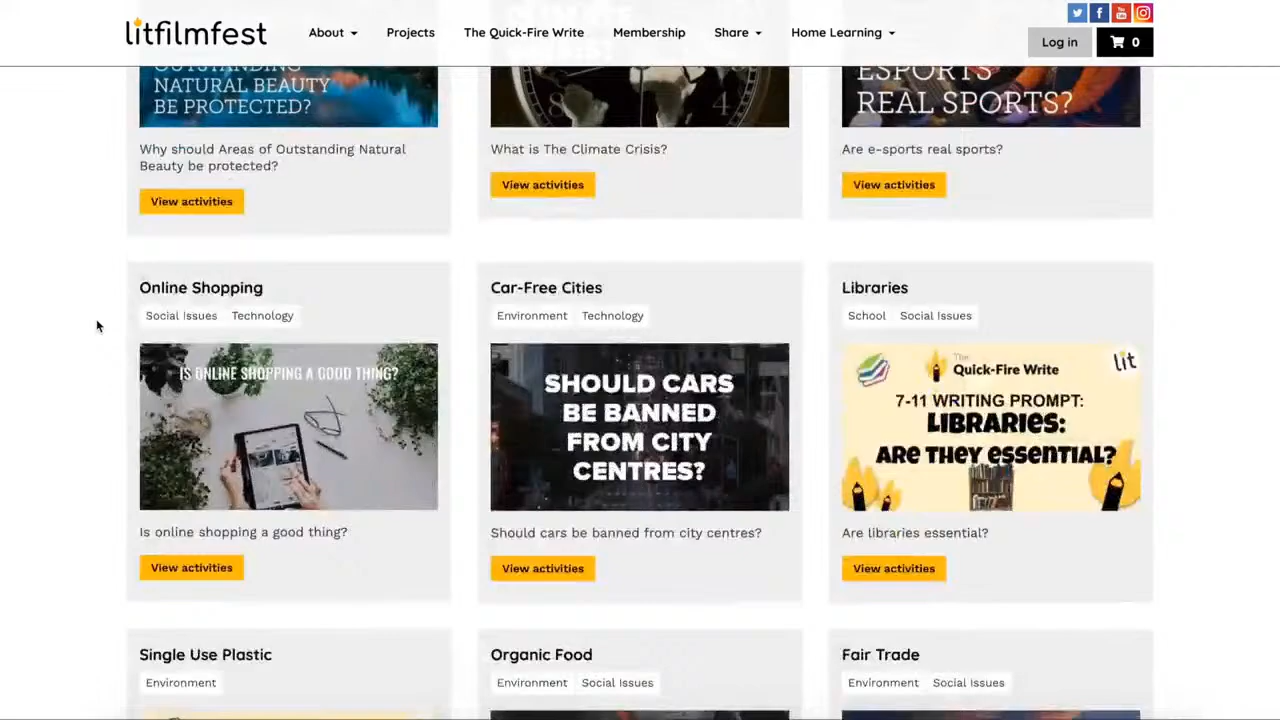 litfilmfest
About
Projects
The Quick-Fire Write
Membership
Share
Home Learning
Log in
0
OUTSTANDING
NATURAL BEAUTY
BE PROTECTED?
Why should Areas of Outstanding Natural
Beauty be protected?
View activities
8
4
What is The Climate Crisis?
View activities
ESPORTS
REAL SPORTS?
Are e-sports real sports?
View activities
Online Shopping
Social Issues Technology
IS ONLINE SHOPPING A GOOD THING?
Is online shopping a good thing?
View activities
Car-Free Cities
Environment Technology
SHOULD CARS
BE BANNED
FROM CITY
CENTRES?
Should cars be banned from city centres?
View activities
Libraries
School Social Issues
The
Quick-Fire Write
lit
7-11 WRITING PROMPT:
LIBRARIES:
ARE THEY ESSENTIAL?
Are libraries essential?
View activities
Single Use Plastic
Environment
Organic Food
Environment Social Issues
Fair Trade
Environment Social Issues